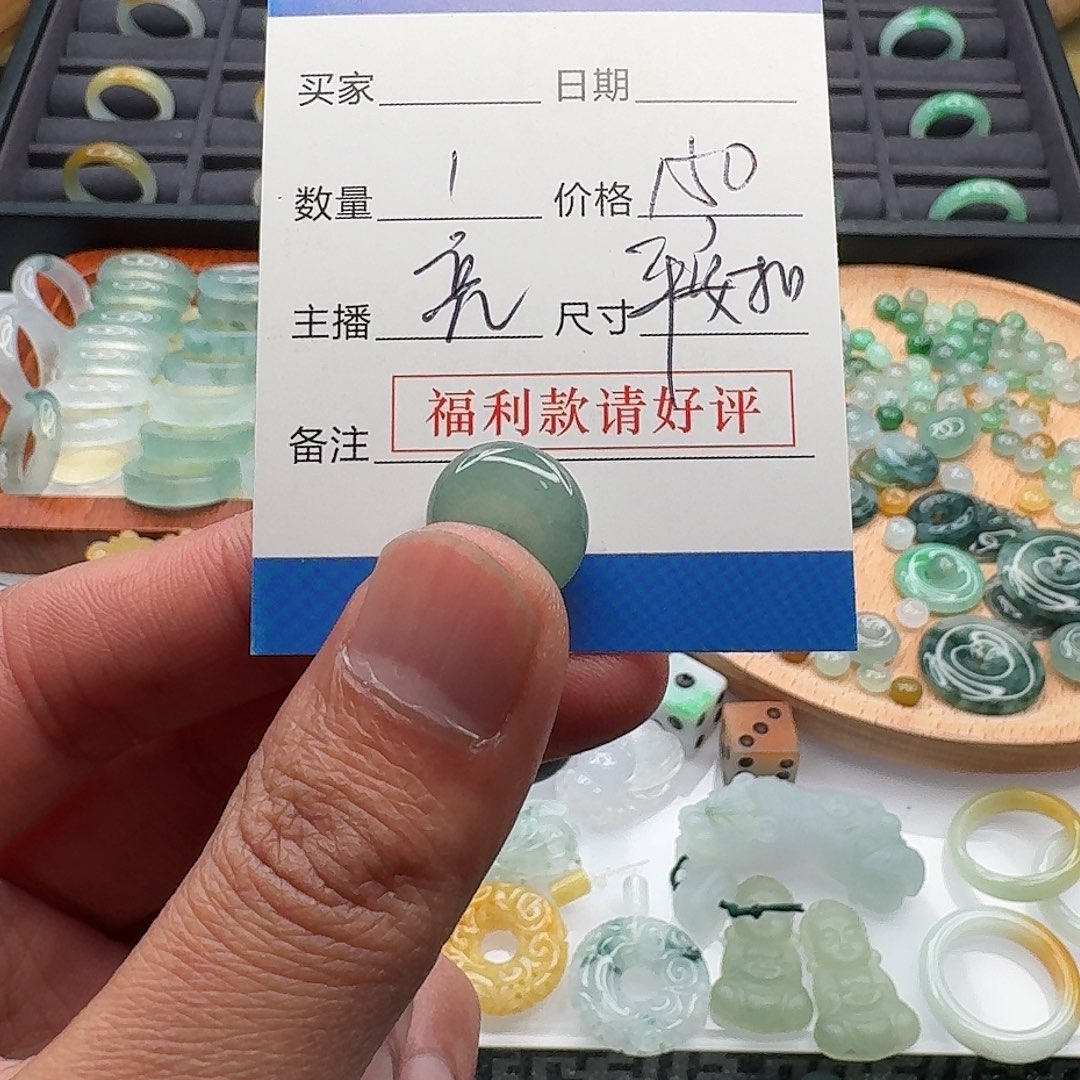 买家 日期
数量 1 价格
主播 亮 尺寸 平安扣
福利款请好评
备注